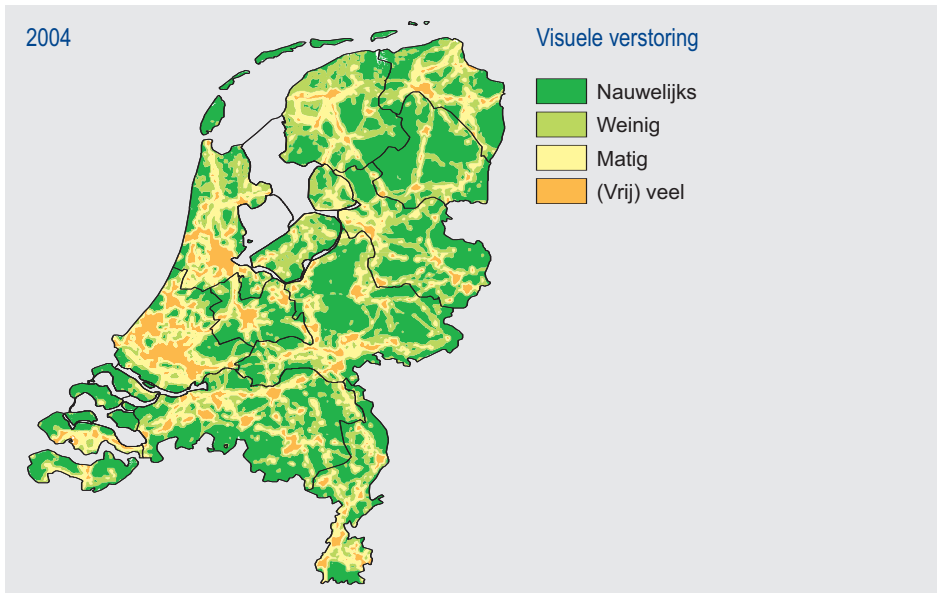 2004
Visuele verstoring
Nauwelijks
Weinig
Matig
(Vrij) veel